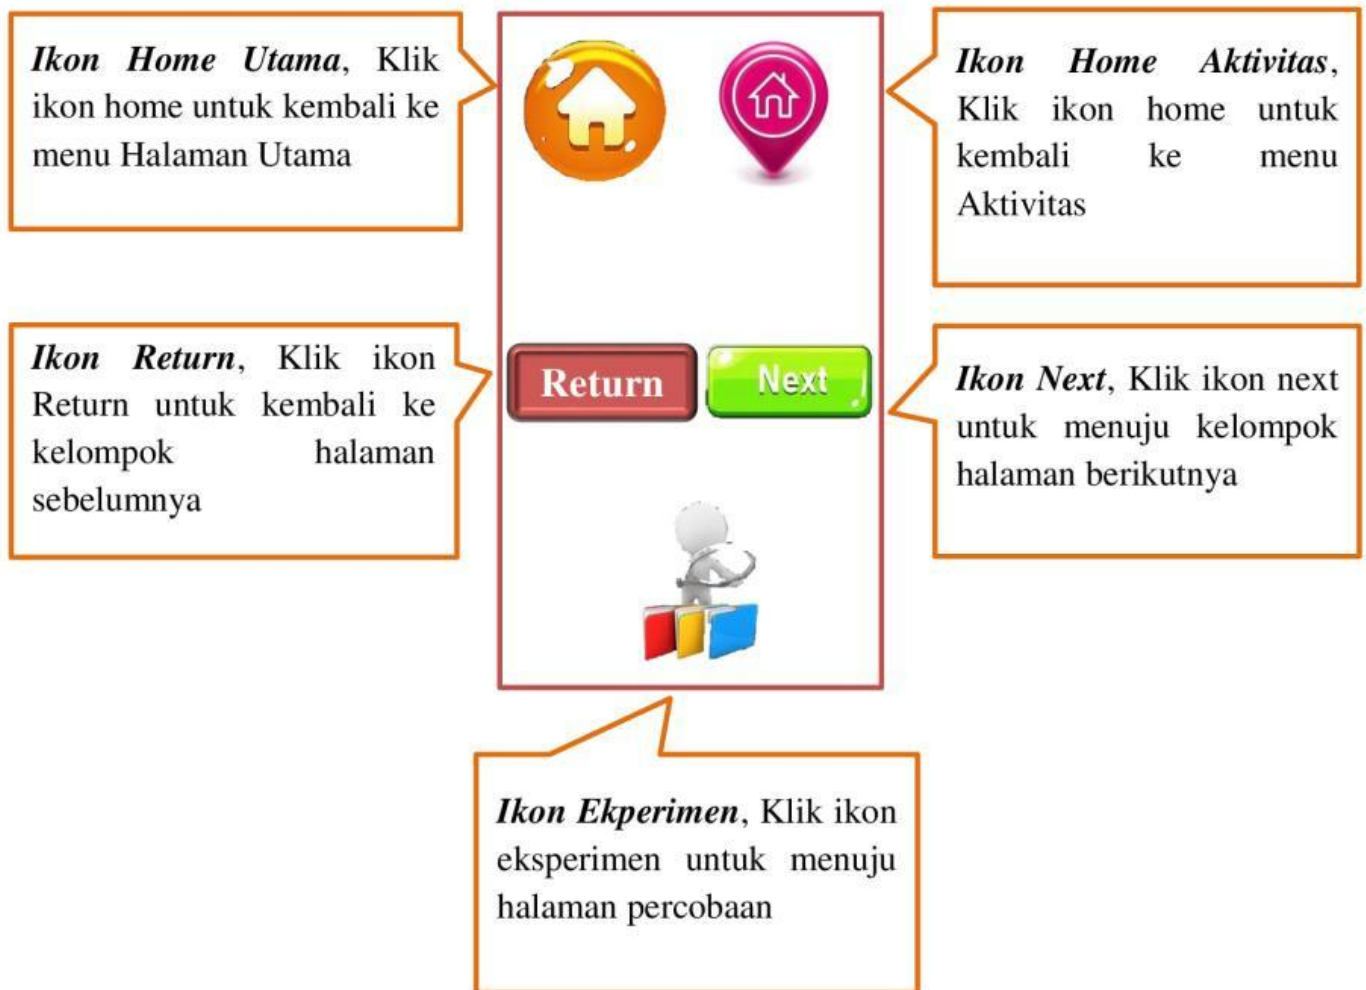 Ikon Home Utama, Klik
ikon home untuk kembali ke
menu Halaman Utama
Ikon Home Aktivitas,
Klik ikon home untuk
kembali ke menu
Aktivitas
Ikon Return, Klik ikon
Return untuk kembali ke
kelompok halaman
sebelumnya
Return
Next
Ikon Next, Klik ikon next
untuk menuju kelompok
halaman berikutnya
Ikon Ekperimen, Klik ikon
eksperimen untuk menuju
halaman percobaan